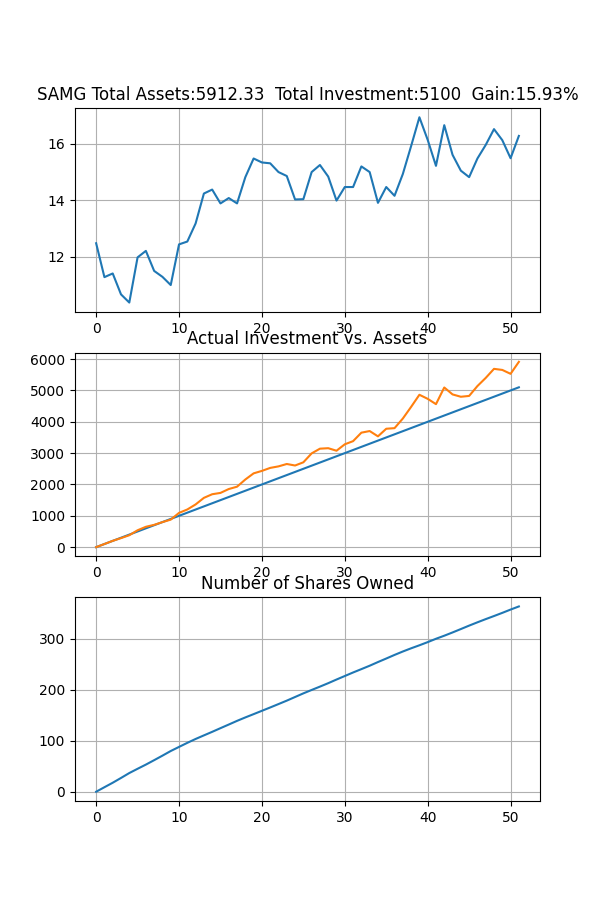 SAMG Total Assets:5912.33  Total Investment:5100  Gain:15.93%
16
14
12
0 10 20 30 40 50
Actual Investment vs. Assets
6000
5000
4000
3000
2000
1000
0
0 10 20 30 40 50
Number of Shares Owned
300
200
100
0
0 10 20 30 40 50